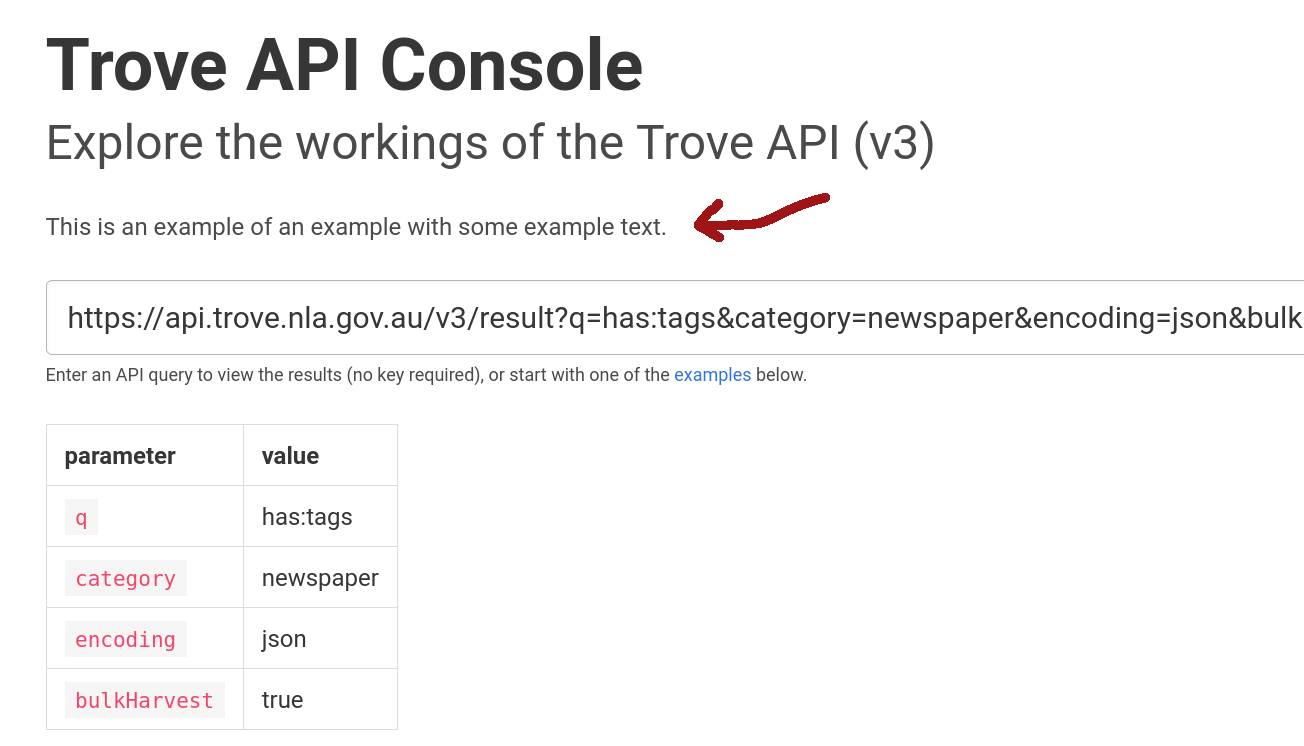 Trove API Console
Explore the workings of the Trove API (v3)
This is an example of an example with some example text.
https://api.trove.nla.gov.au/v3/result?q=has:tags&category=newspaper&encoding=json&bulk
Enter an API query to view the results (no key required), or start with one of the examples below.
parameter value
q has:tags
category newspaper
encoding json
bulkHarvest true